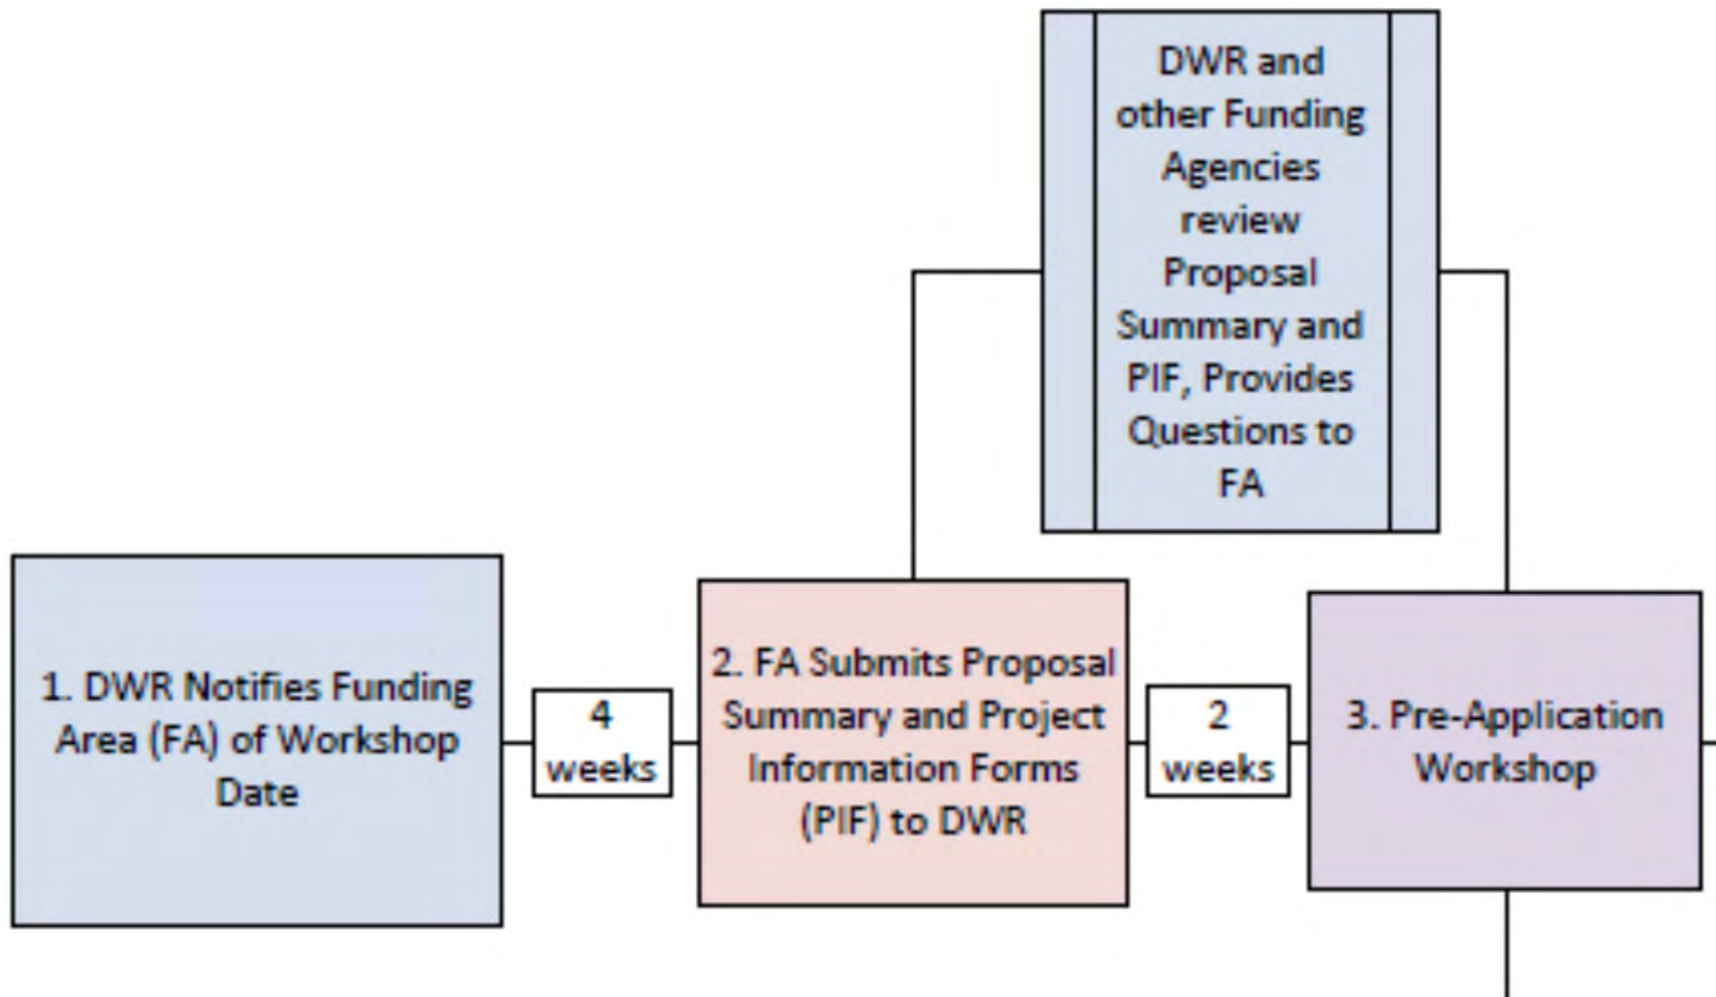 DWR and
other Funding
Agencies
review
Proposal
Summary and
PIF, Provides
Questions to
FA
1. DWR Notifies Funding
Area (FA) of Workshop
Date
4
weeks
2. FA Submits Proposal
Summary and Project
Information Forms
(PIF) to DWR
2
weeks
3. Pre-Application
Workshop